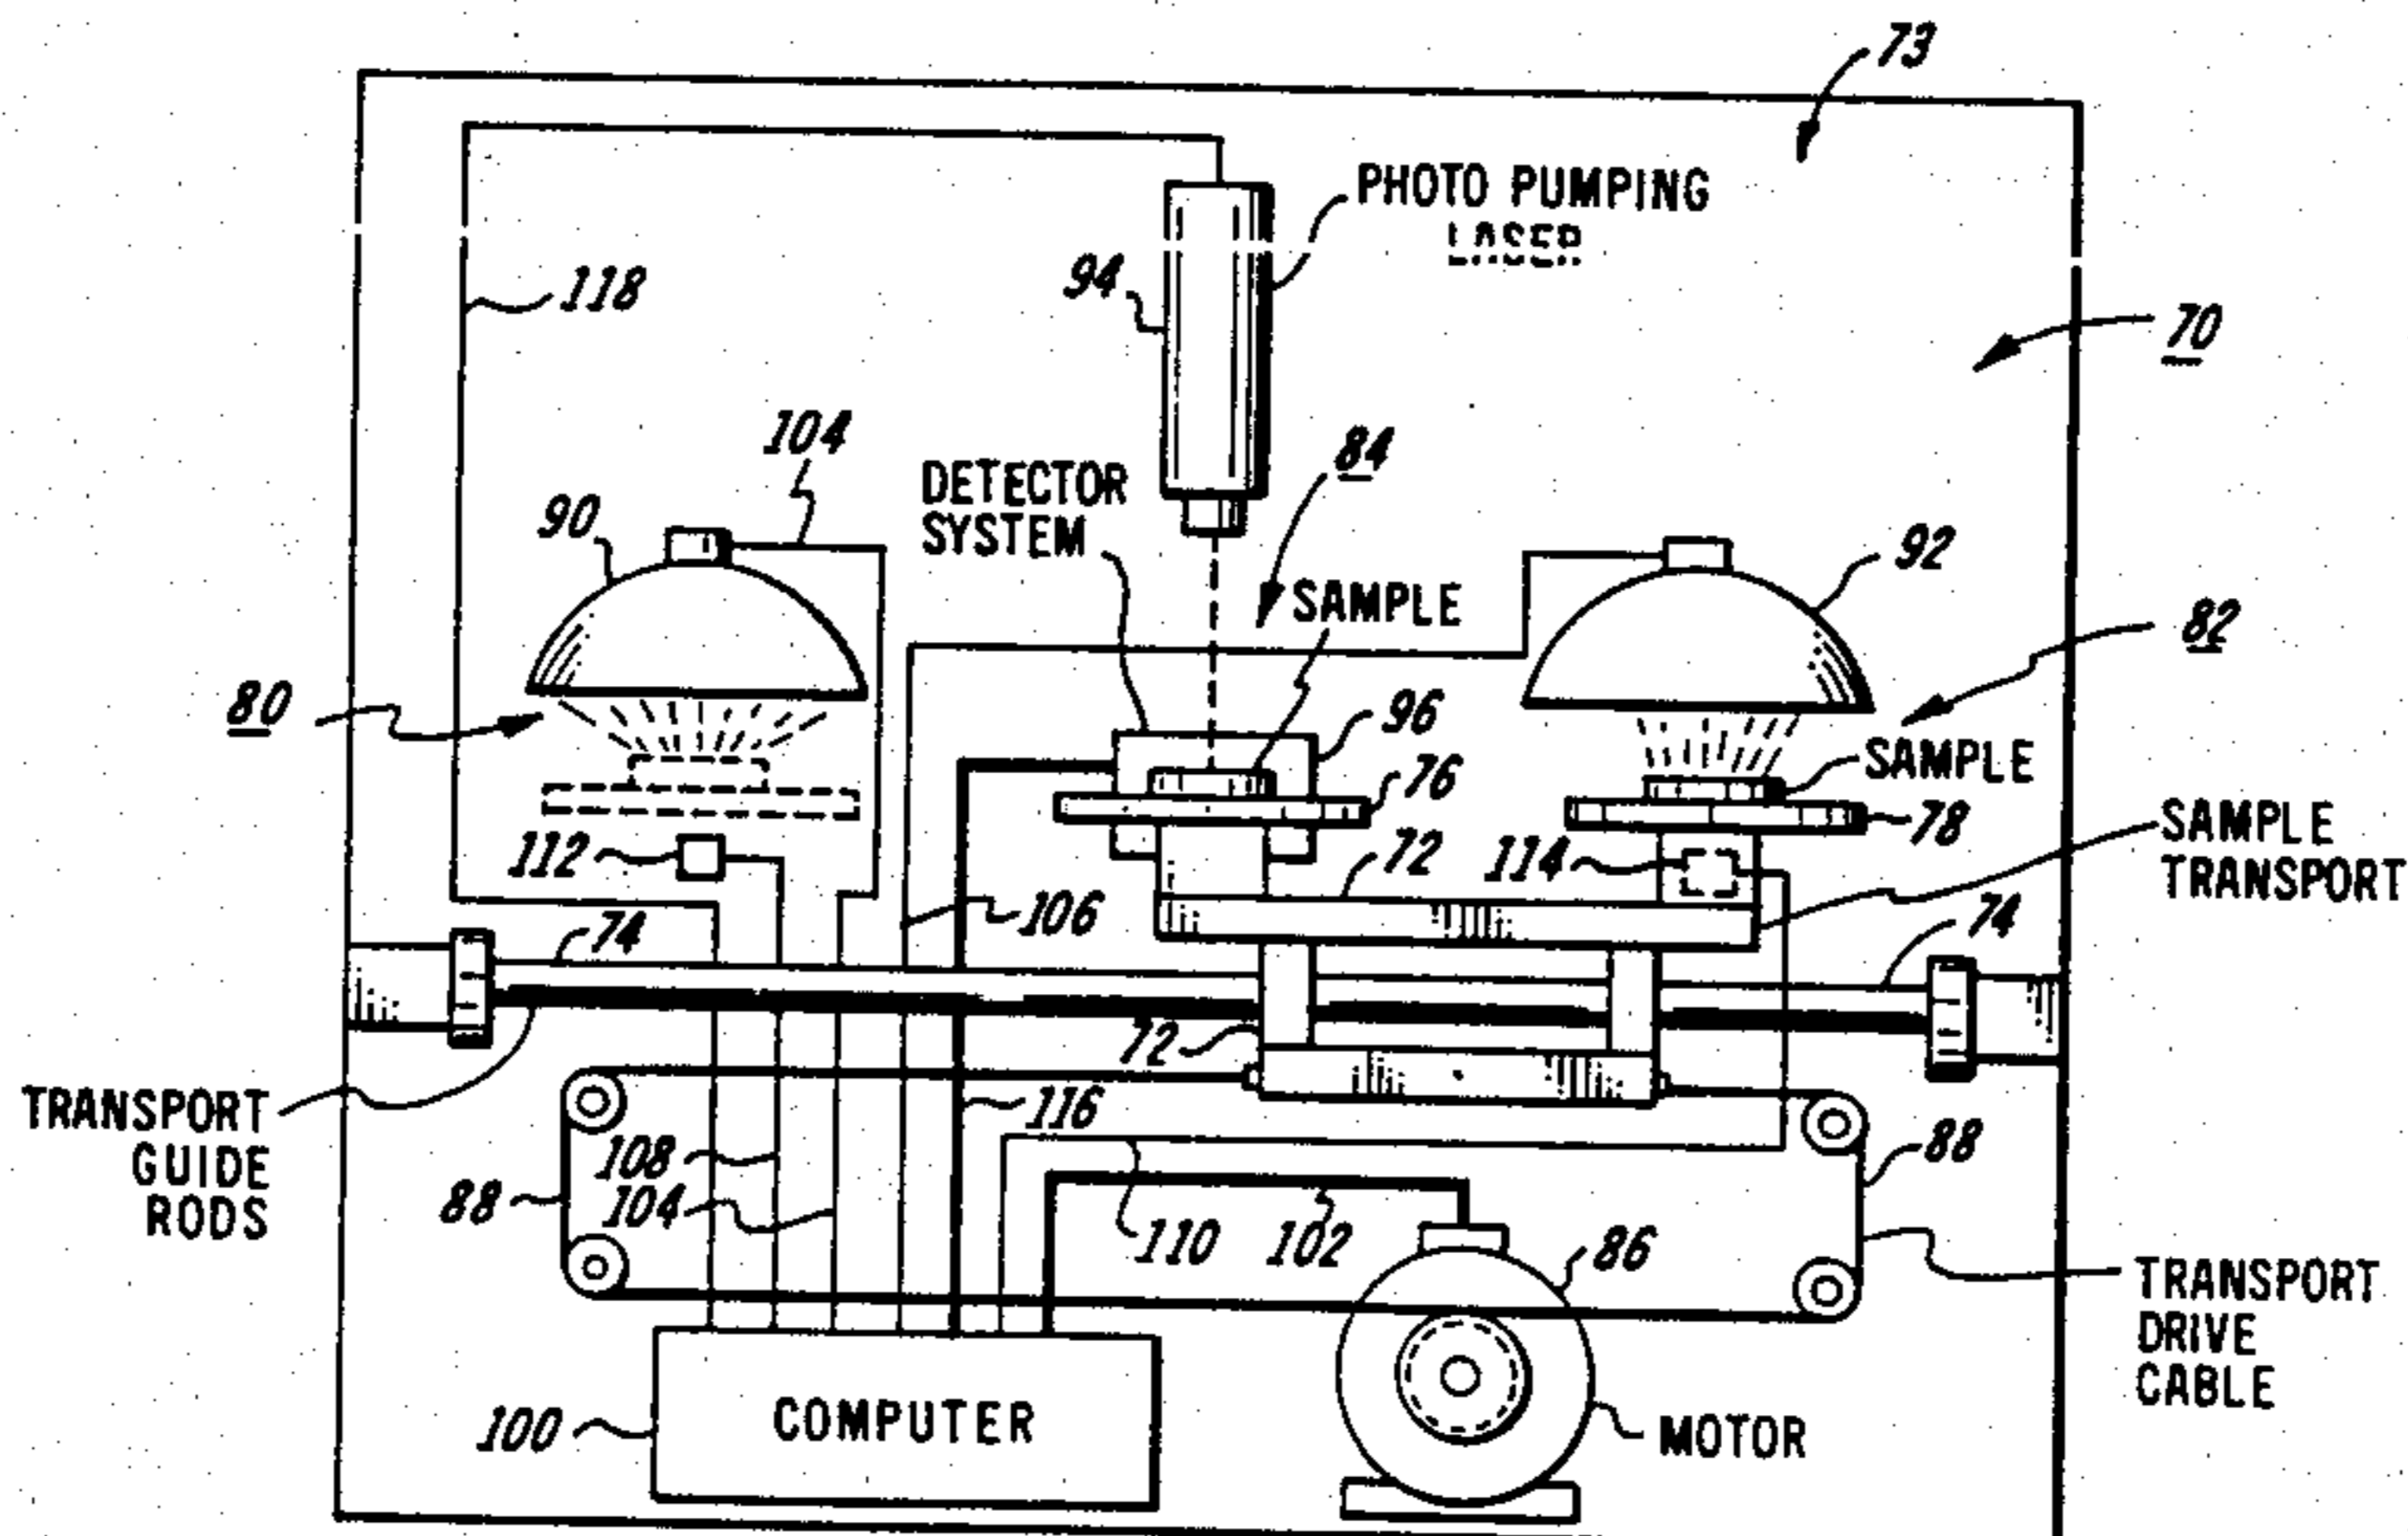 73
PHOTO PUMPING
LASER
94
118
70
104
DETECTOR
SYSTEM
84
90
SAMPLE
92
82
80
96
SAMPLE
76
78
SAMPLE
TRANSPORT
112
72
114
106
74
74
72
TRANSPORT
GUIDE
RODS
116
108
88
88
104
110
102
86
TRANSPORT
DRIVE
CABLE
100
COMPUTER
MOTOR